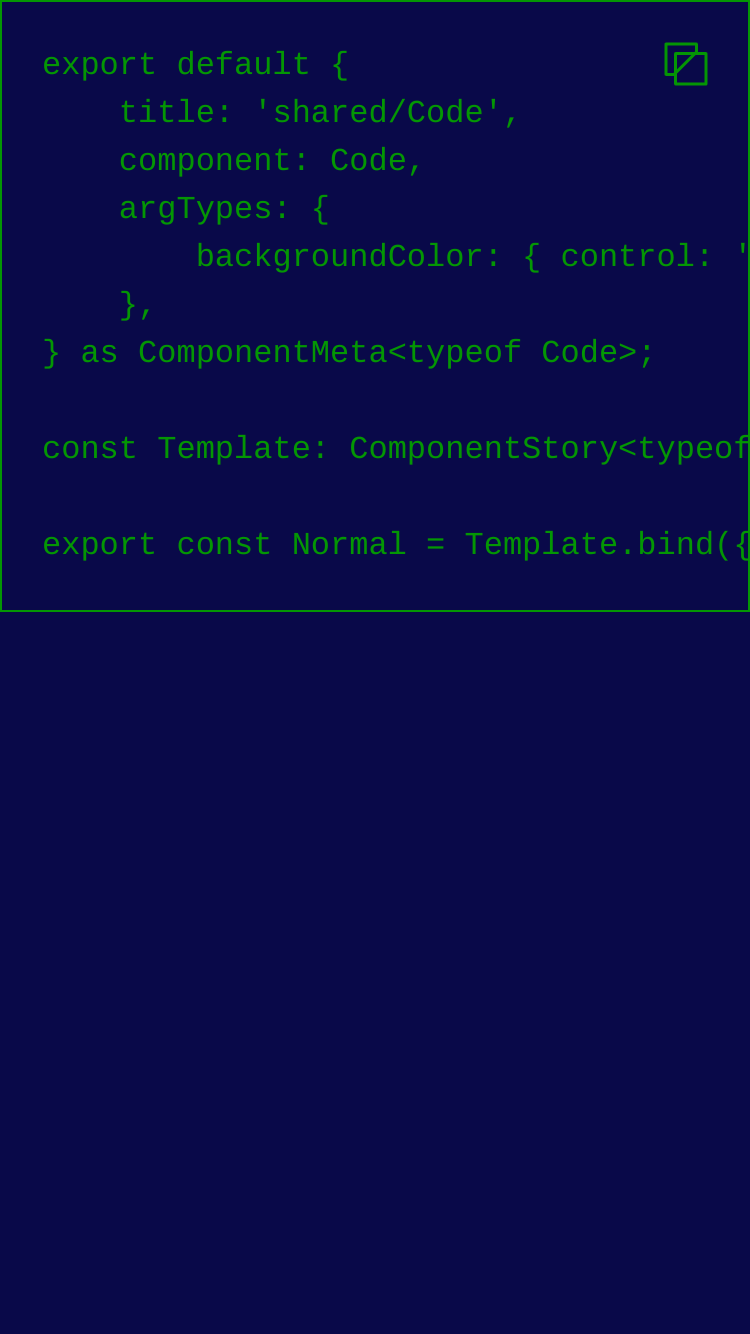 export default {
    title: 'shared/Code',
    component: Code,
    argTypes: {
        backgroundColor: { control: '
    },
} as ComponentMeta<typeof Code>;
const Template: ComponentStory<typeof
export const Normal = Template.bind({